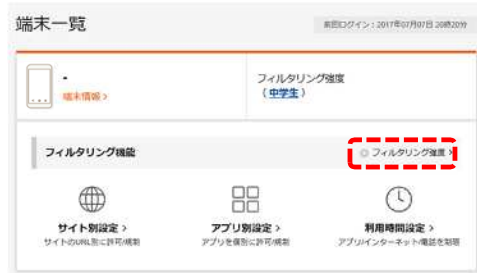 端末一覧
前回ログイン：2017年07月07日 20時20分
-
端末情報 >
フィルタリング強度
（中学生）
フィルタリング機能
フィルタリング強度 >
サイト別設定 >
サイトのURL別に許可/規制
アプリ別設定 >
アプリを個別に許可/規制
利用時間設定 >
アプリ/インターネット/電話を制限